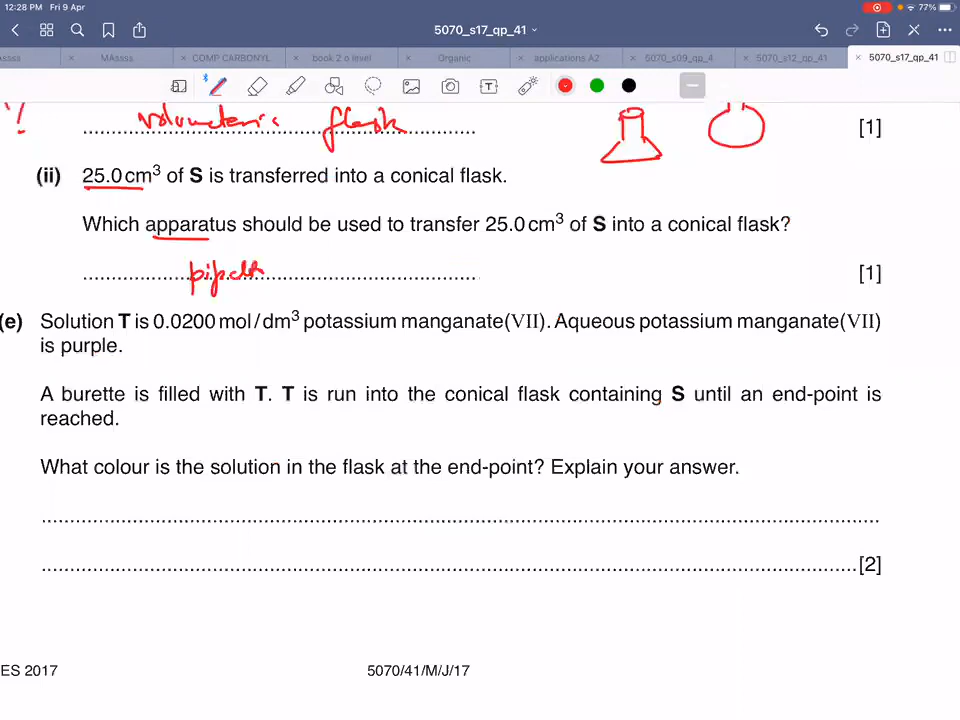 12:28 PM Fri 9 Apr
77%
5070_s17_qp_41
MAssss
COMP CARBONYL
book 2 o level
Organic
applications A2
5070_s09_qp_4
5070_s12_qp_41
5070_s17_qp_41
volumetric flask
[1]
(ii) 25.0 cm³ of S is transferred into a conical flask.
Which apparatus should be used to transfer 25.0 cm³ of S into a conical flask?
pipette
[1]
(e) Solution T is 0.0200 mol/dm³ potassium manganate(VII). Aqueous potassium manganate(VII)
is purple.
A burette is filled with T. T is run into the conical flask containing S until an end-point is
reached.
What colour is the solution in the flask at the end-point? Explain your answer.
[2]
ES 2017
5070/41/M/J/17